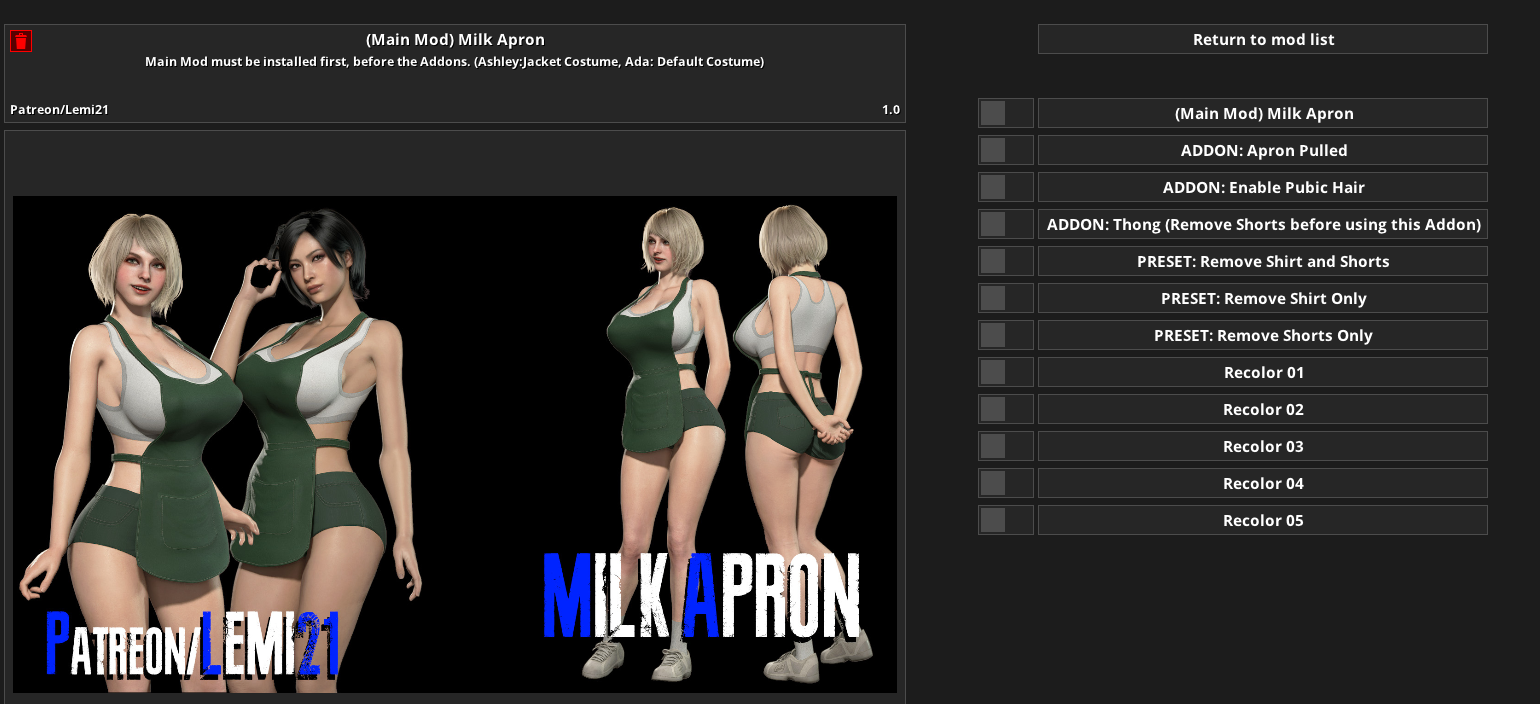 (Main Mod) Milk Apron
Main Mod must be installed first, before the Addons. (Ashley:Jacket Costume, Ada: Default Costume)
Patreon/Lemi21
1.0
PATREON/LEMI21
MILK APRON
Return to mod list
(Main Mod) Milk Apron
ADDON: Apron Pulled
ADDON: Enable Pubic Hair
ADDON: Thong (Remove Shorts before using this Addon)
PRESET: Remove Shirt and Shorts
PRESET: Remove Shirt Only
PRESET: Remove Shorts Only
Recolor 01
Recolor 02
Recolor 03
Recolor 04
Recolor 05